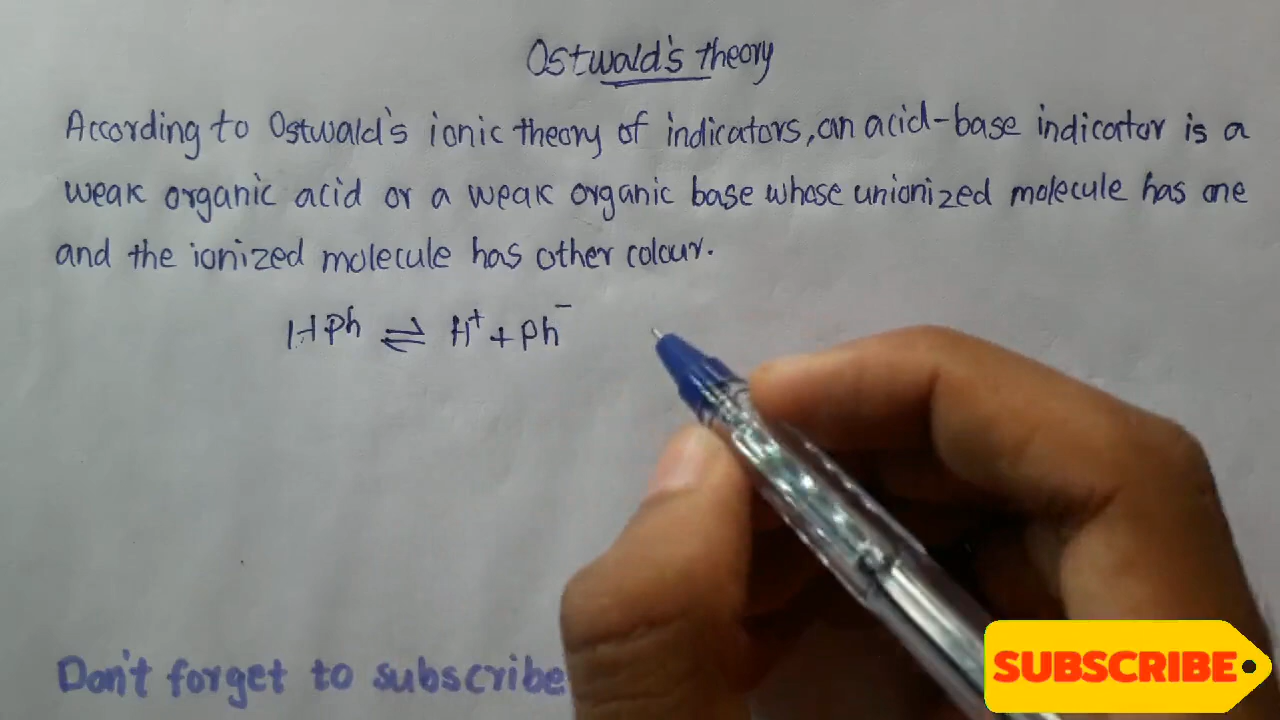 Ostwald's theory
According to Ostwald's ionic theory of indicators, an acid-base indicator is a
weak organic acid or a weak organic base whose unionized molecule has one
and the ionized molecule has other colour.
HPh ⇌ H⁺ + Ph⁻
Don't forget to subscribe
SUBSCRIBE